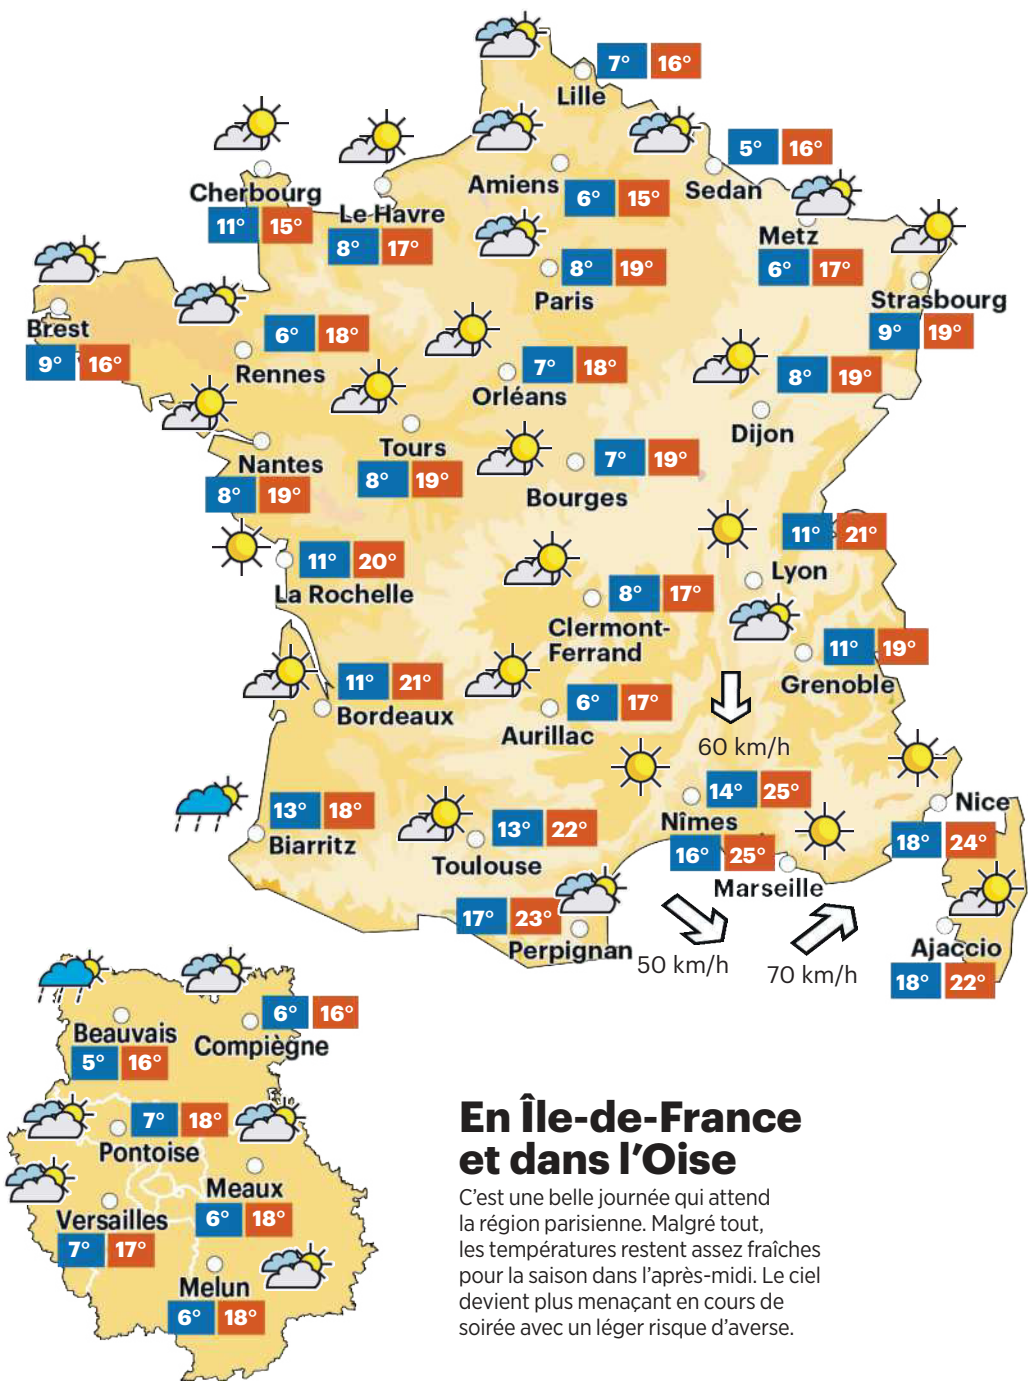 7° 16°
Lille
5° 16°
Sedan
Amiens
6° 15°
Cherbourg
11° 15°
Le Havre
8° 17°
Metz
6° 17°
8° 19°
Paris
Strasbourg
9° 19°
Brest
9° 16°
6° 18°
Rennes
7° 18°
Orléans
8° 19°
Dijon
Tours
8° 19°
Nantes
8° 19°
7° 19°
Bourges
11° 21°
Lyon
11° 20°
La Rochelle
8° 17°
Clermont-
Ferrand
11° 19°
Grenoble
11° 21°
Bordeaux
6° 17°
Aurillac
60 km/h
14° 25°
Nîmes
16° 25°
Marseille
Nice
18° 24°
13° 18°
Biarritz
13° 22°
Toulouse
17° 23°
Perpignan
50 km/h
70 km/h
Ajaccio
18° 22°
Beauvais
5° 16°
6° 16°
Compiègne
7° 18°
Pontoise
Meaux
6° 18°
Versailles
7° 17°
Melun
6° 18°
En Île-de-France
et dans l'Oise
C'est une belle journée qui attend
la région parisienne. Malgré tout,
les températures restent assez fraîches
pour la saison dans l'après-midi. Le ciel
devient plus menaçant en cours de
soirée avec un léger risque d'averse.